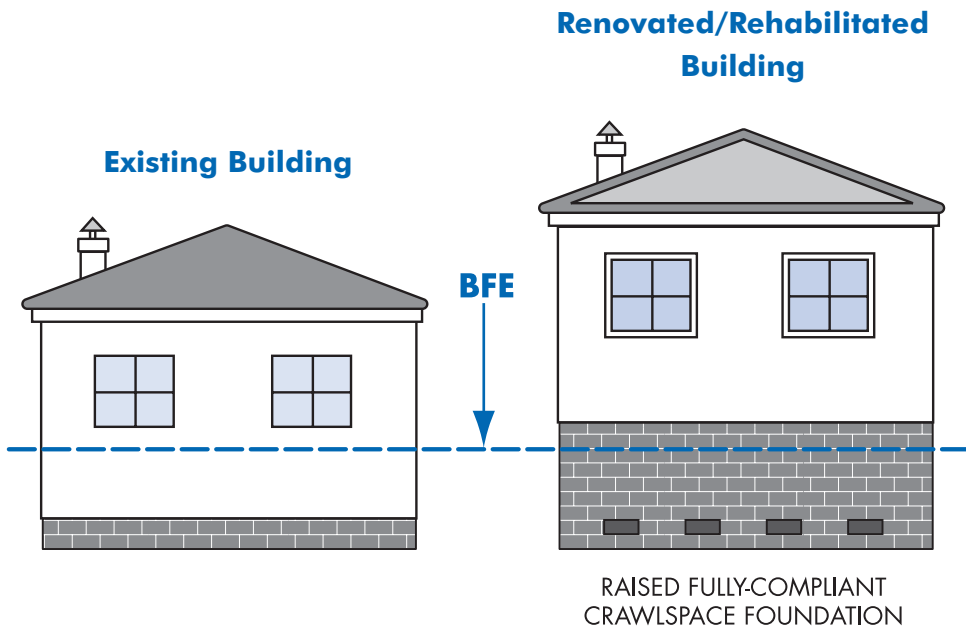 Renovated/Rehabilitated
Building
Existing Building
BFE
RAISED FULLY-COMPLIANT
CRAWLSPACE FOUNDATION